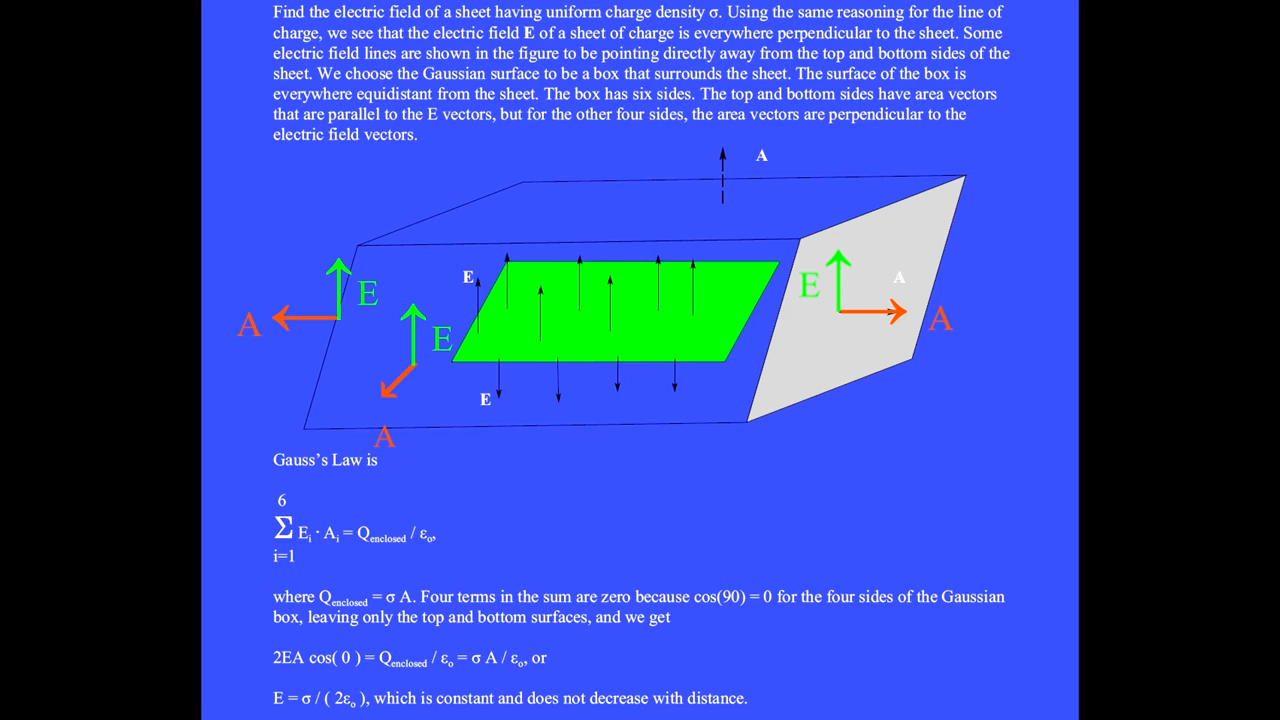 Find the electric field of a sheet having uniform charge density σ. Using the same reasoning for the line of
charge, we see that the electric field E of a sheet of charge is everywhere perpendicular to the sheet. Some
electric field lines are shown in the figure to be pointing directly away from the top and bottom sides of the
sheet. We choose the Gaussian surface to be a box that surrounds the sheet. The surface of the box is
everywhere equidistant from the sheet. The box has six sides. The top and bottom sides have area vectors
that are parallel to the E vectors, but for the other four sides, the area vectors are perpendicular to the
electric field vectors.
A
E
A
E
E
A
E
A
A
E
Gauss's Law is
6
Σ Eᵢ · Aᵢ = Q_enclosed / ε₀,
i=1
where Q_enclosed = σ A. Four terms in the sum are zero because cos(90) = 0 for the four sides of the Gaussian
box, leaving only the top and bottom surfaces, and we get
2EA cos( 0 ) = Q_enclosed / ε₀ = σ A / ε₀, or
E = σ / ( 2ε₀ ), which is constant and does not decrease with distance.